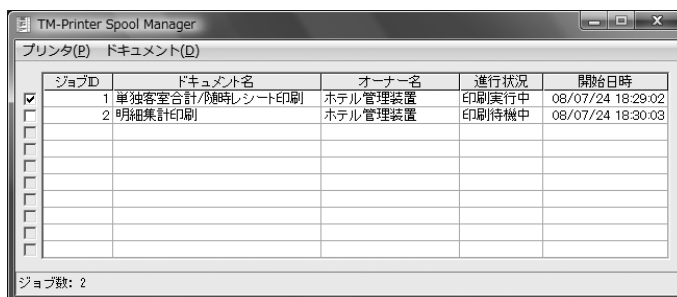 TM-Printer Spool Manager
プリンタ(P) ドキュメント(D)
ジョブID ドキュメント名 オーナー名 進行状況 開始日時
1 単独客室合計/随時レシート印刷 ホテル管理装置 印刷実行中 08/07/24 18:29:02
2 明細集計印刷 ホテル管理装置 印刷待機中 08/07/24 18:30:03
ジョブ数: 2